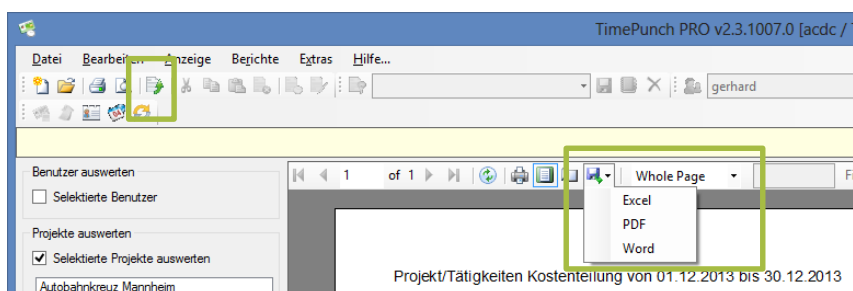 TimePunch PRO v2.3.1007.0 [acdc /
Datei Bearbeiten Anzeige Berichte Extras Hilfe...
gerhard
Benutzer auswerten
1 of 1 Whole Page
Selektierte Benutzer
Excel
PDF
Projekte auswerten
Word
Selektierte Projekte auswerten
Projekt/Tätigkeiten Kostenteilung von 01.12.2013 bis 30.12.2013
Autobahnkreuz Mannheim